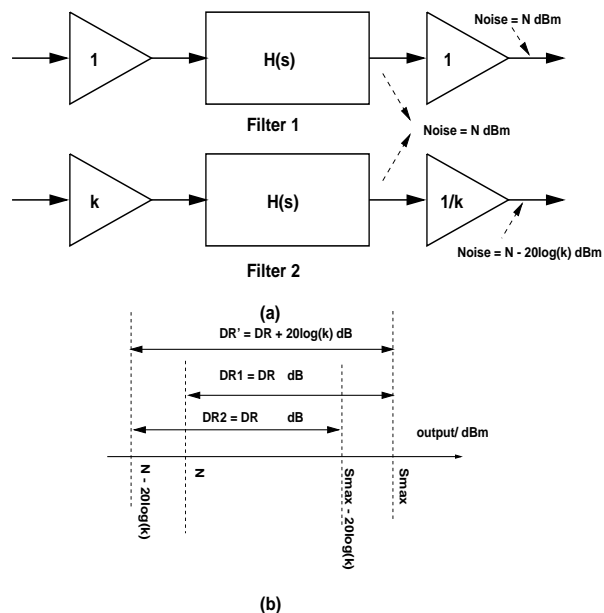 Noise = N dBm
1
H(s)
1
Filter 1
Noise = N dBm
k
H(s)
1/k
Filter 2
Noise = N - 20log(k) dBm
(a)
DR' = DR + 20log(k) dB
DR1 = DR dB
DR2 = DR dB
output/ dBm
N - 20log(k)
N
Smax - 20log(k)
Smax
(b)